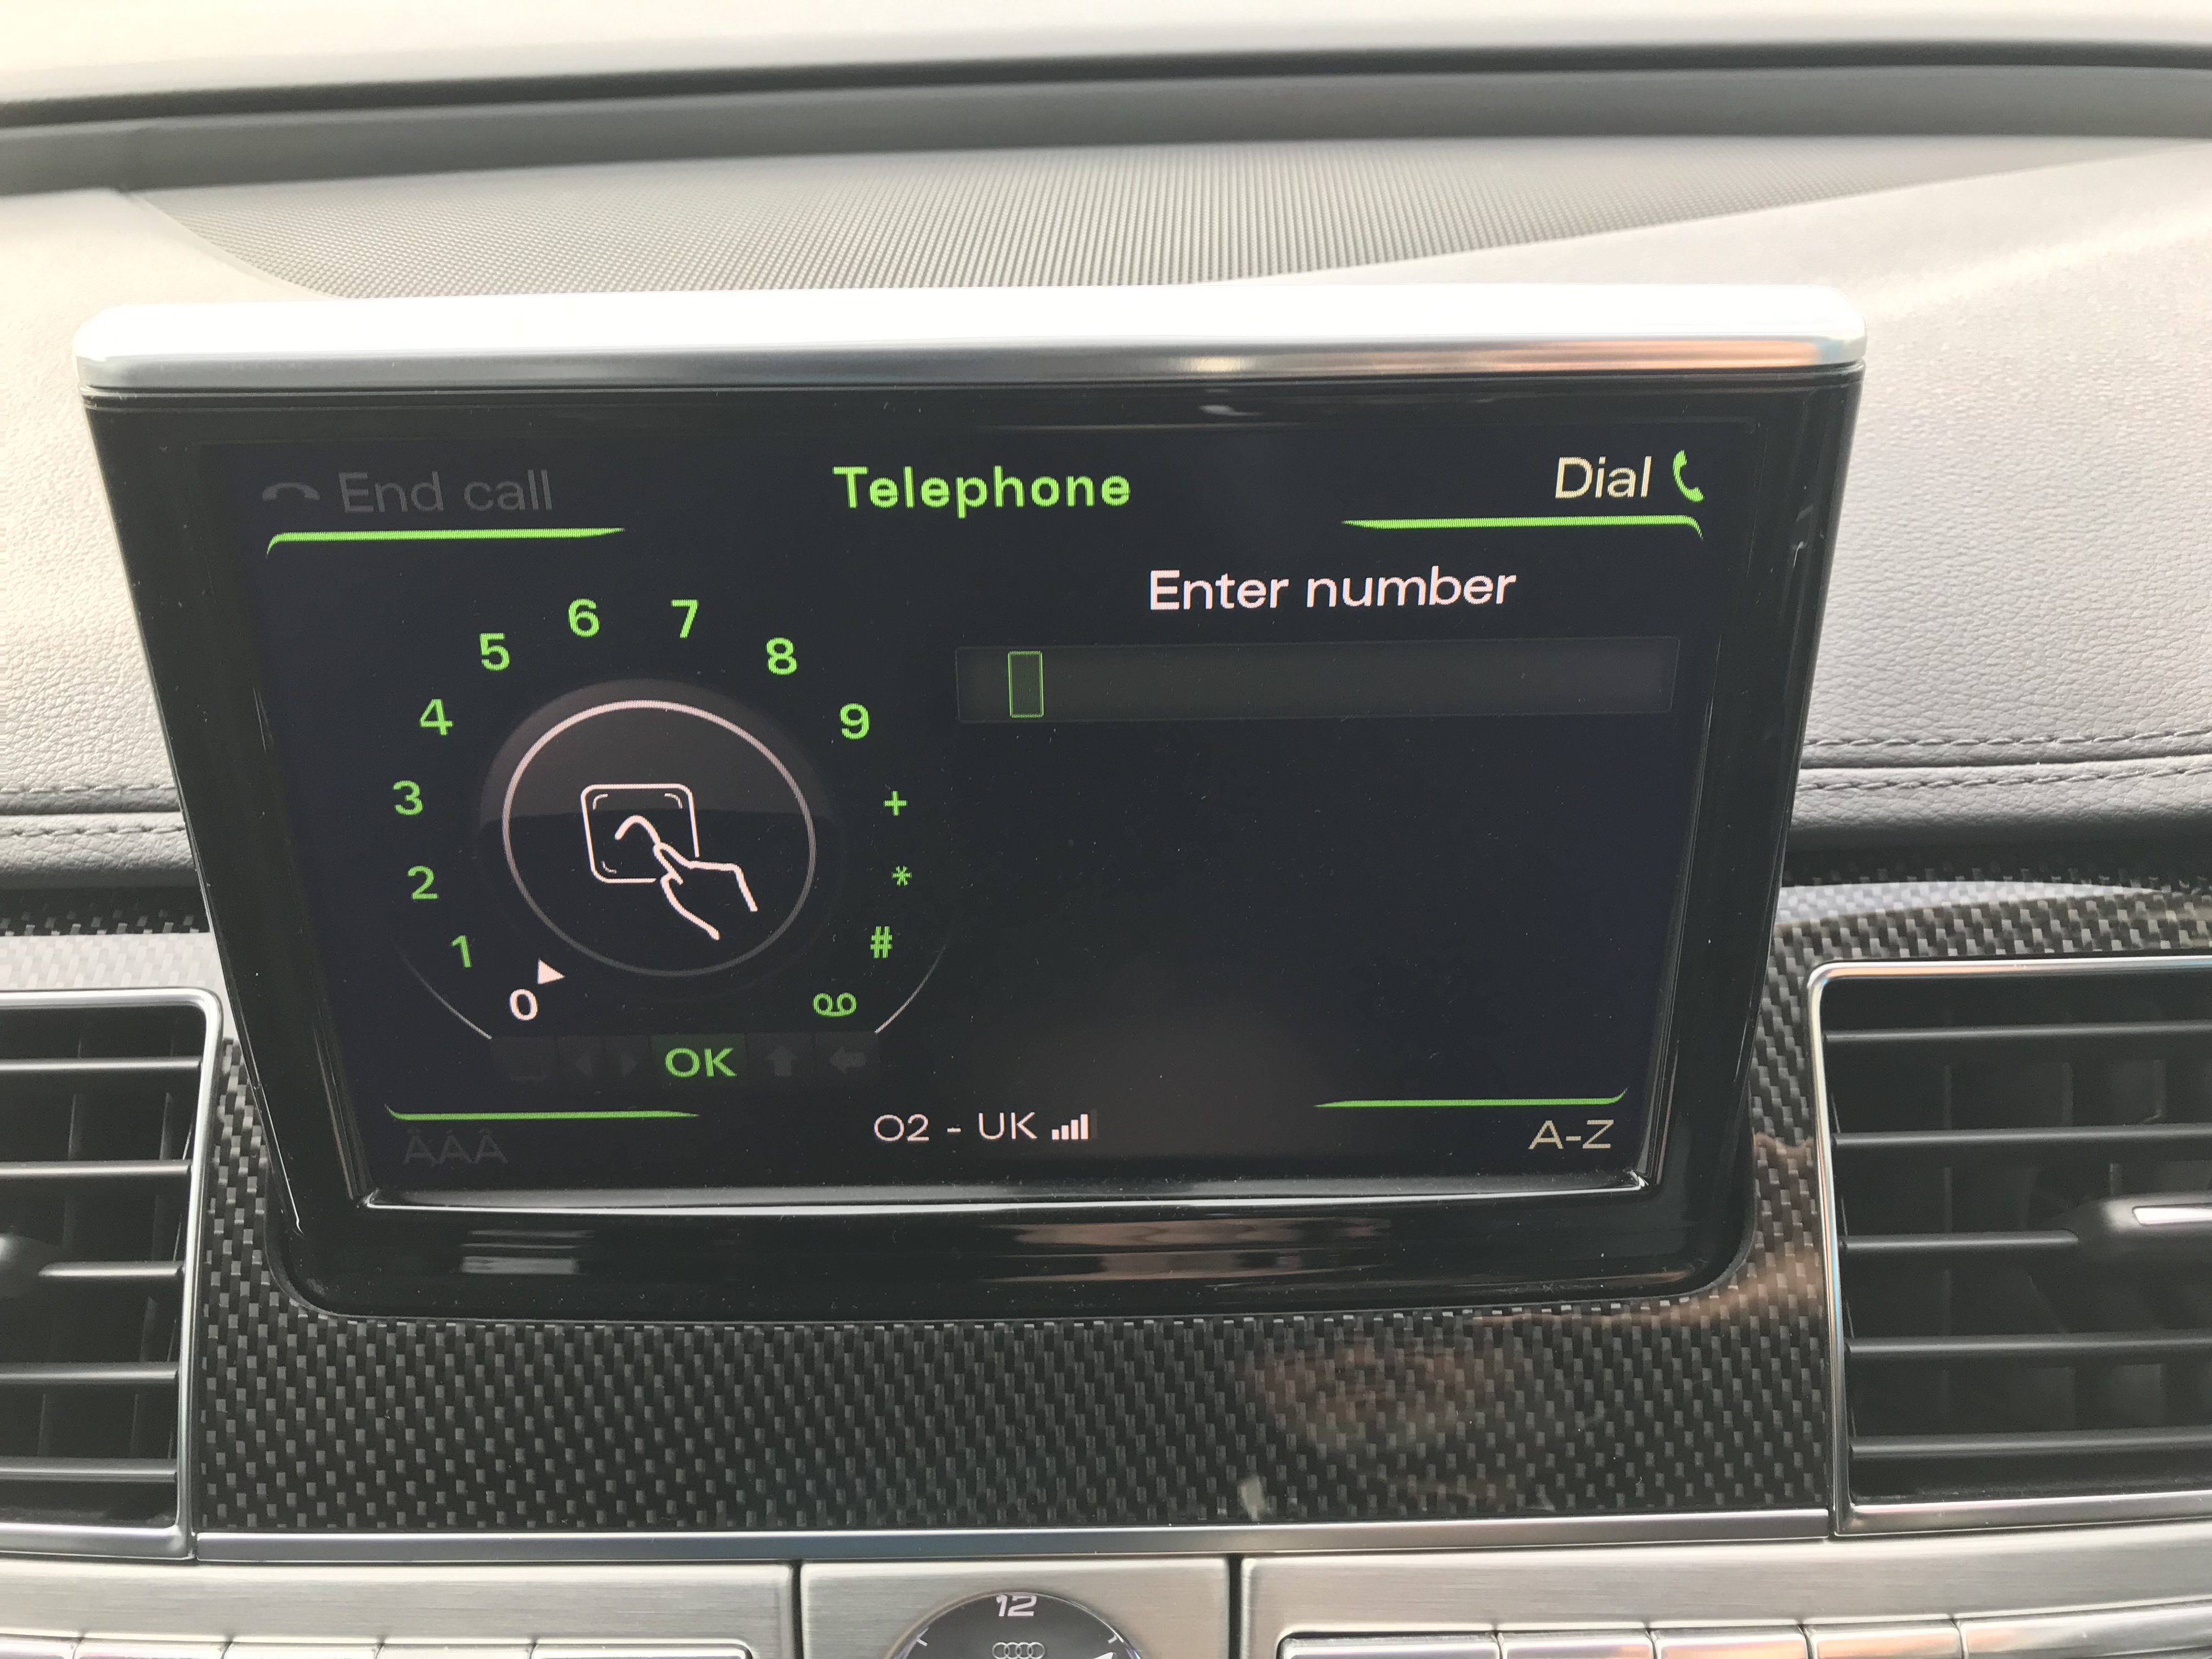 End call
Telephone
Dial
Enter number
0
1
2
3
4
5
6
7
8
9
+
*
#
OK
O2 - UK
A-Z
12